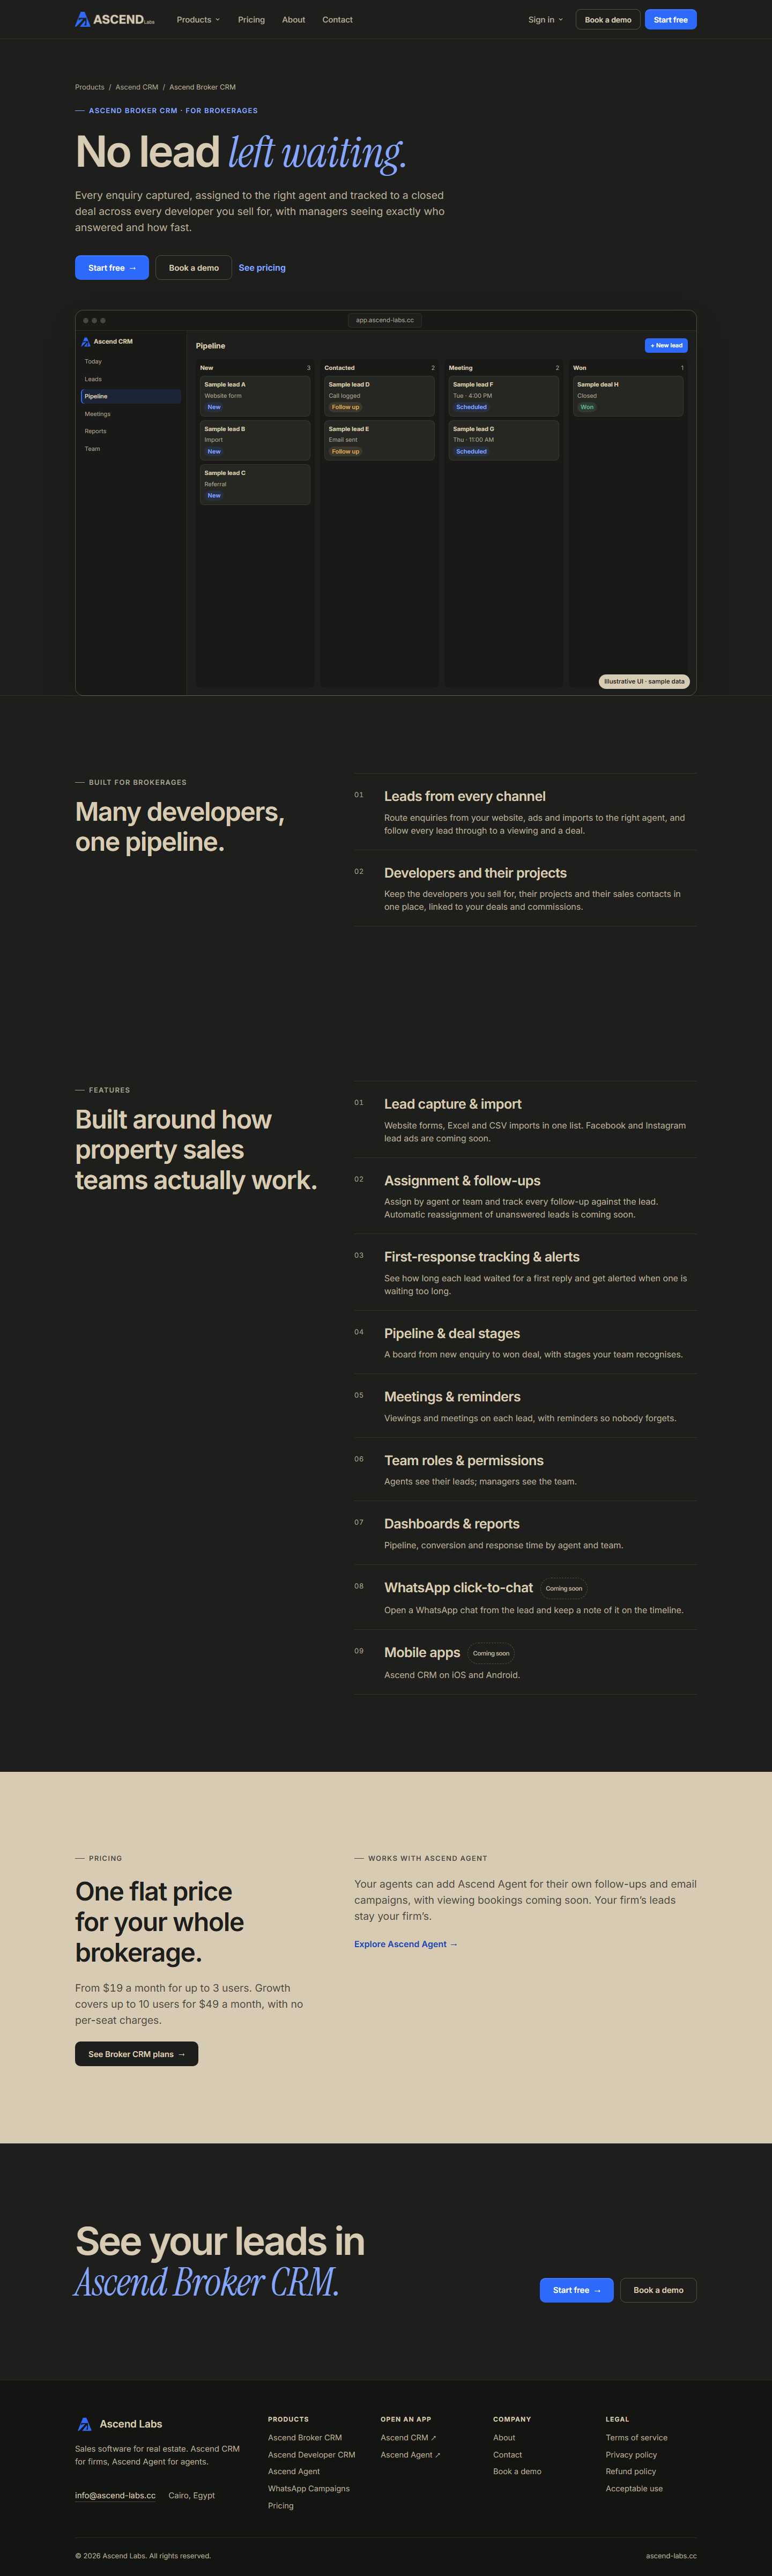 ASCEND Labs
Products
Pricing
About
Contact
Sign in
Book a demo
Start free
Products / Ascend CRM / Ascend Broker CRM
ASCEND BROKER CRM · FOR BROKERAGES
No lead left waiting.
Every enquiry captured, assigned to the right agent and tracked to a closed
deal across every developer you sell for, with managers seeing exactly who
answered and how fast.
Start free →
Book a demo
See pricing
app.ascend-labs.cc
Ascend CRM
Today
Leads
Pipeline
Meetings
Reports
Team
Pipeline
+ New lead
New 3
Sample lead A
Website form
New
Sample lead B
Import
New
Sample lead C
Referral
New
Contacted 2
Sample lead D
Call logged
Follow up
Sample lead E
Email sent
Follow up
Meeting 2
Sample lead F
Tue · 4:00 PM
Scheduled
Sample lead G
Thu · 11:00 AM
Scheduled
Won 1
Sample deal H
Closed
Won
Illustrative UI · sample data
BUILT FOR BROKERAGES
Many developers,
one pipeline.
01
Leads from every channel
Route enquiries from your website, ads and imports to the right agent, and
follow every lead through to a viewing and a deal.
02
Developers and their projects
Keep the developers you sell for, their projects and their sales contacts in
one place, linked to your deals and commissions.
FEATURES
Built around how
property sales
teams actually work.
01
Lead capture & import
Website forms, Excel and CSV imports in one list. Facebook and Instagram
lead ads are coming soon.
02
Assignment & follow-ups
Assign by agent or team and track every follow-up against the lead.
Automatic reassignment of unanswered leads is coming soon.
03
First-response tracking & alerts
See how long each lead waited for a first reply and get alerted when one is
waiting too long.
04
Pipeline & deal stages
A board from new enquiry to won deal, with stages your team recognises.
05
Meetings & reminders
Viewings and meetings on each lead, with reminders so nobody forgets.
06
Team roles & permissions
Agents see their leads; managers see the team.
07
Dashboards & reports
Pipeline, conversion and response time by agent and team.
08
WhatsApp click-to-chat Coming soon
Open a WhatsApp chat from the lead and keep a note of it on the timeline.
09
Mobile apps Coming soon
Ascend CRM on iOS and Android.
PRICING
One flat price
for your whole
brokerage.
From $19 a month for up to 3 users. Growth
covers up to 10 users for $49 a month, with no
per-seat charges.
See Broker CRM plans →
WORKS WITH ASCEND AGENT
Your agents can add Ascend Agent for their own follow-ups and email
campaigns, with viewing bookings coming soon. Your firm's leads
stay your firm's.
Explore Ascend Agent →
See your leads in
Ascend Broker CRM.
Start free →
Book a demo
Ascend Labs
Sales software for real estate. Ascend CRM
for firms, Ascend Agent for agents.
info@ascend-labs.cc
Cairo, Egypt
PRODUCTS
Ascend Broker CRM
Ascend Developer CRM
Ascend Agent
WhatsApp Campaigns
Pricing
OPEN AN APP
Ascend CRM ↗
Ascend Agent ↗
COMPANY
About
Contact
Book a demo
LEGAL
Terms of service
Privacy policy
Refund policy
Acceptable use
© 2026 Ascend Labs. All rights reserved.
ascend-labs.cc